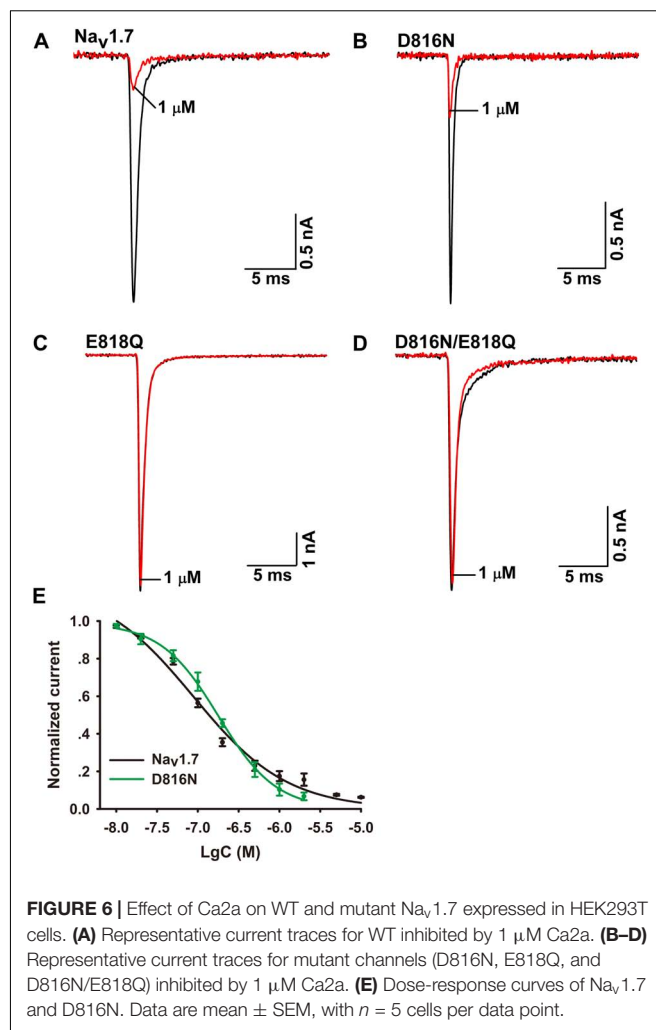 A Nav1.7
1 μM
0.5 nA
5 ms
B D816N
1 μM
0.5 nA
5 ms
C E818Q
1 μM
1 nA
5 ms
D D816N/E818Q
1 μM
0.5 nA
5 ms
E
Normalized current
1.0
.8
.6
.4
.2
0.0
Nav1.7
D816N
-8.0 -7.5 -7.0 -6.5 -6.0 -5.5 -5.0
LgC (M)
FIGURE 6 | Effect of Ca2a on WT and mutant Nav1.7 expressed in HEK293T
cells. (A) Representative current traces for WT inhibited by 1 μM Ca2a. (B–D)
Representative current traces for mutant channels (D816N, E818Q, and
D816N/E818Q) inhibited by 1 μM Ca2a. (E) Dose-response curves of Nav1.7
and D816N. Data are mean ± SEM, with n = 5 cells per data point.